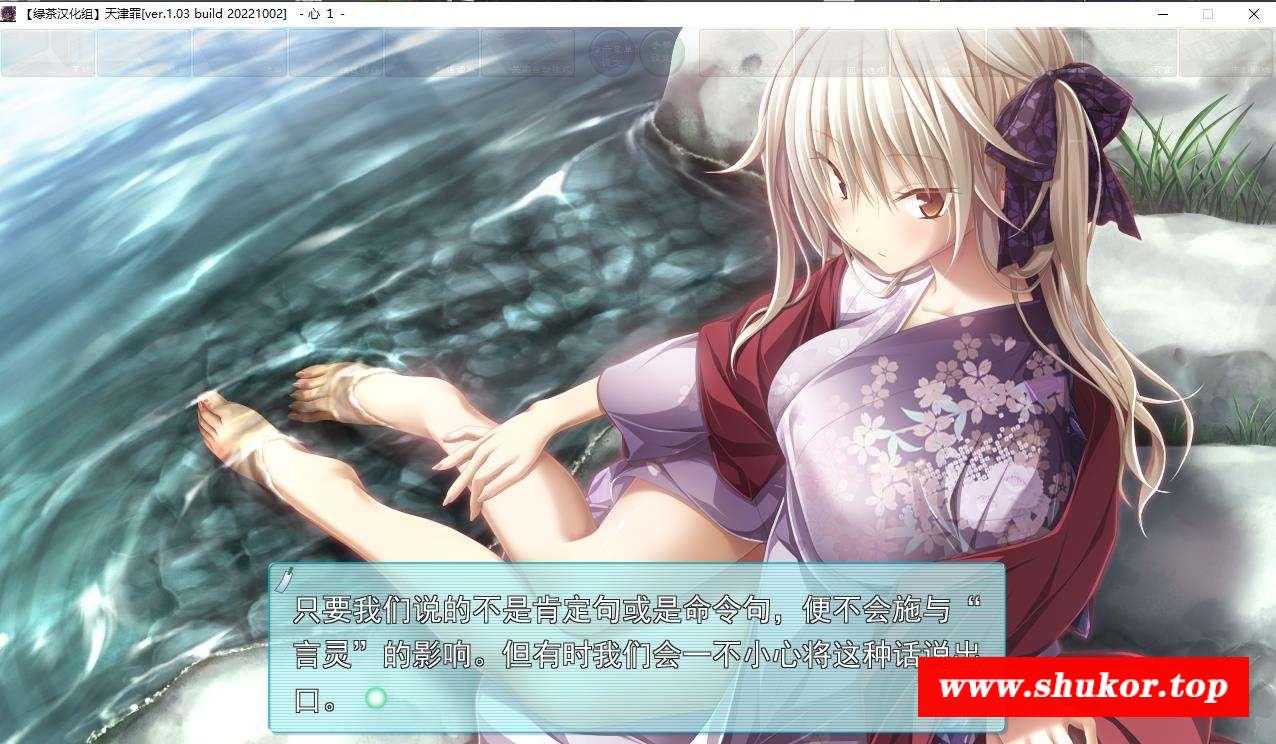 【绿茶汉化组】天津罪[ver.1.03 build 20221002] - 心 1 -
只要我们说的不是肯定句或是命令句，便不会施与“
言灵”的影响。但有时我们会一不小心将这种话说出
口。
www.shukor.top